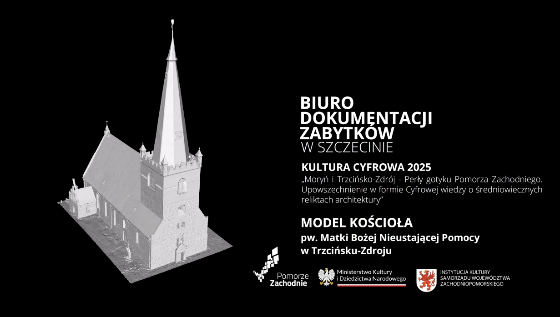 BIURO
DOKUMENTACJI
ZABYTKÓW
W SZCZECINIE
KULTURA CYFROWA 2025
„Moryń i Trzcińsko-Zdrój - Perły gotyku Pomorza Zachodniego.
Upowszechnienie w formie Cyfrowej wiedzy o średniowiecznych
reliktach architektury"
MODEL KOŚCIOŁA
pw. Matki Bożej Nieustającej Pomocy
w Trzcińsku-Zdroju
Pomorze
Zachodnie
Ministerstwo Kultury
i Dziedzictwa Narodowego
INSTYTUCJA KULTURY
SAMORZĄDU WOJEWÓDZTWA
ZACHODNIOPOMORSKIEGO